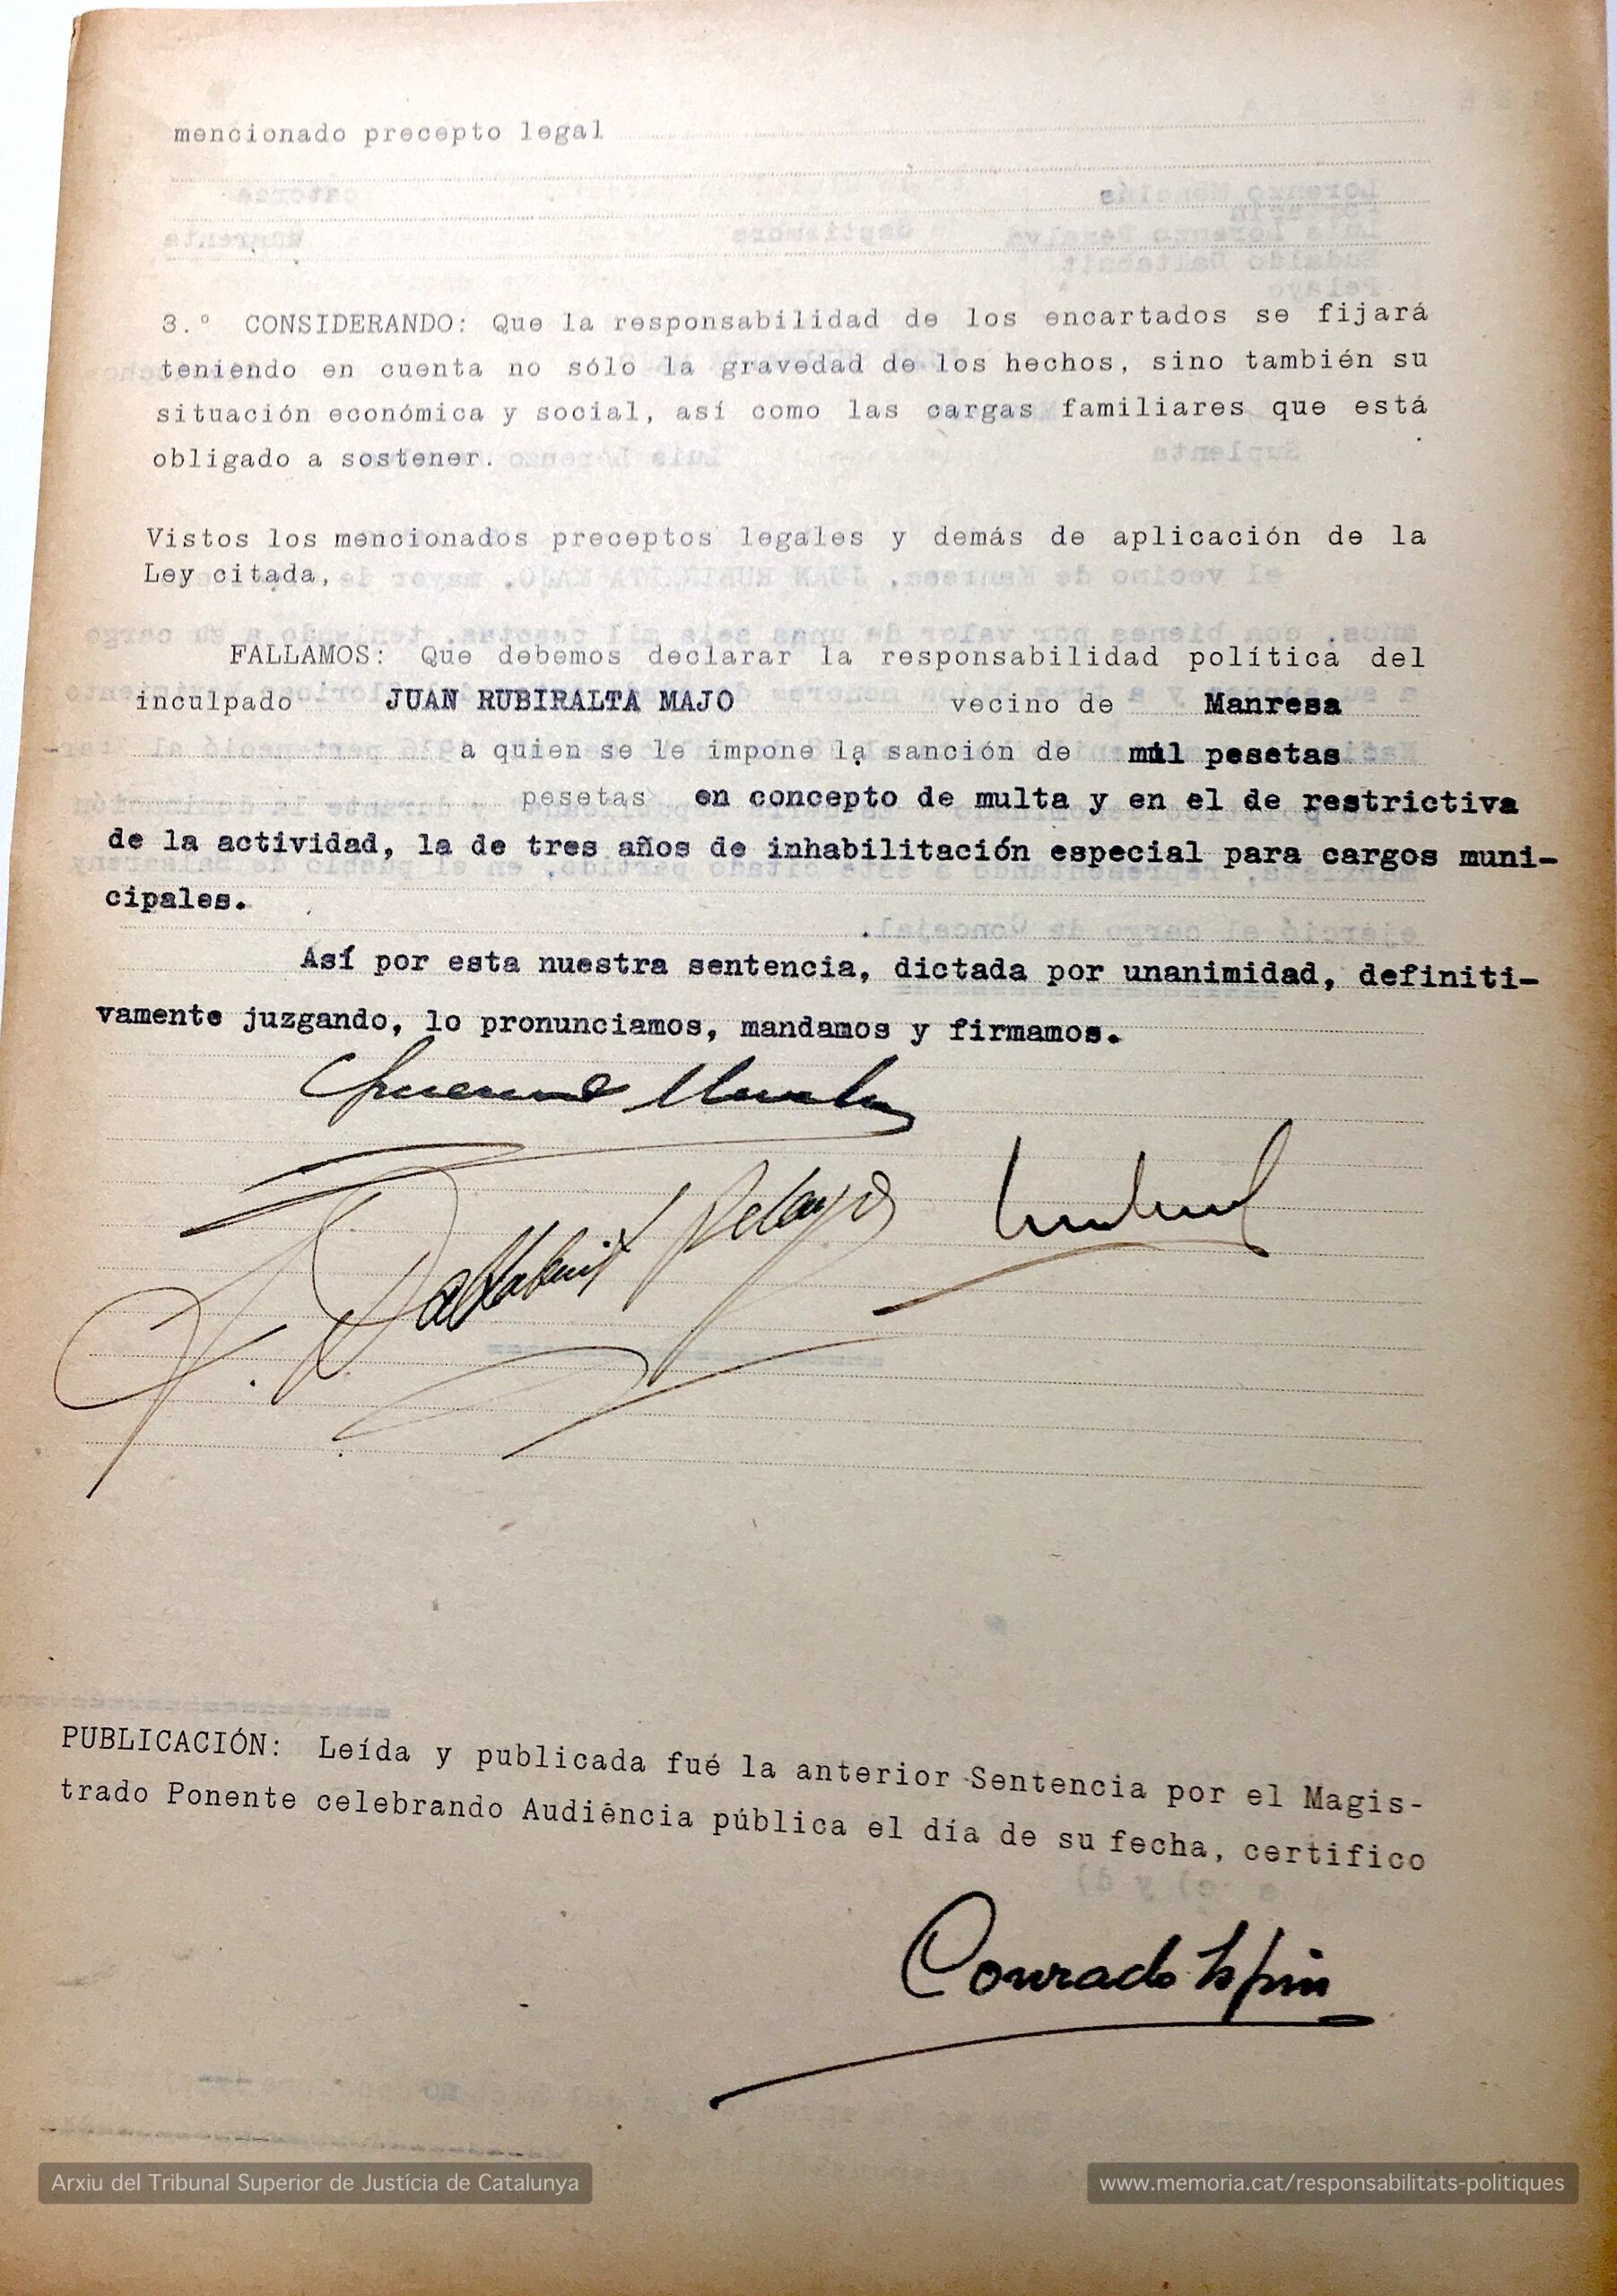 mencionado precepto legal
3.º CONSIDERANDO: Que la responsabilidad de los encartados se fijará
teniendo en cuenta no sólo la gravedad de los hechos, sino también su
situación económica y social, así como las cargas familiares que está
obligado a sostener.
Vistos los mencionados preceptos legales y demás de aplicación de la
Ley citada,
FALLAMOS: Que debemos declarar la responsabilidad política del
inculpado JUAN RUBIRALTA MAJO vecino de Manresa
a quien se le impone la sanción de mil pesetas
pesetas en concepto de multa y en el de restrictiva
de la actividad, la de tres años de inhabilitación especial para cargos muni-
cipales.
Así por esta nuestra sentencia, dictada por unanimidad, definiti-
vamente juzgando, lo pronunciamos, mandamos y firmamos.
Daltabuit Pelayo
PUBLICACIÓN: Leída y publicada fué la anterior Sentencia por el Magis-
trado Ponente celebrando Audiéncia pública el día de su fecha, certifico
Conrado
Arxiu del Tribunal Superior de Justícia de Catalunya
www.memoria.cat/responsabilitats-politiques